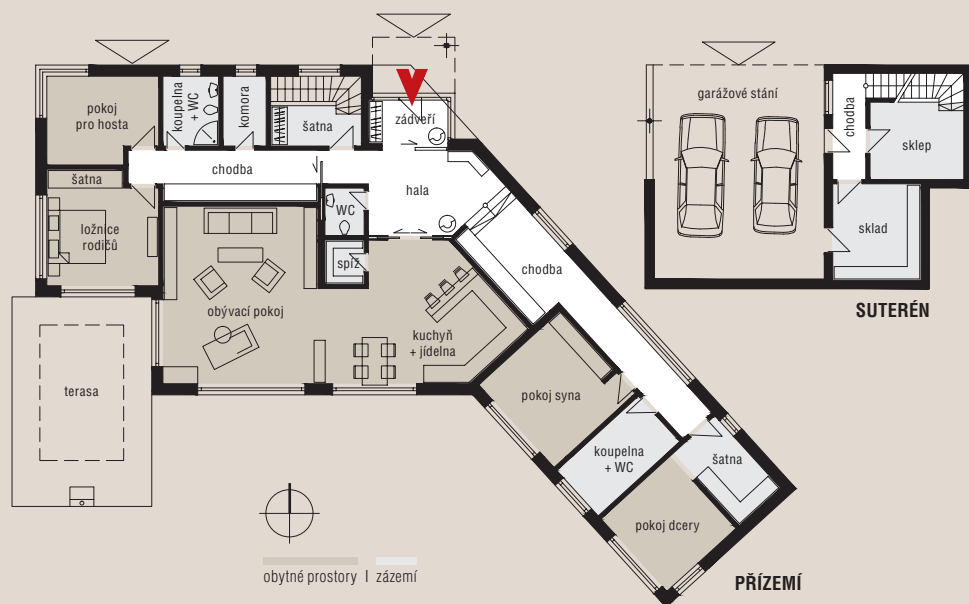 pokoj
pro hosta
koupelna
+ WC
komora
šatna
zádveří
chodba
hala
šatna
ložnice
rodičů
WC
spíž
obývací pokoj
kuchyň
+ jídelna
chodba
terasa
pokoj syna
koupelna
+ WC
šatna
pokoj dcery
PŘÍZEMÍ
garážové stání
chodba
sklep
sklad
SUTERÉN
obytné prostory I zázemí